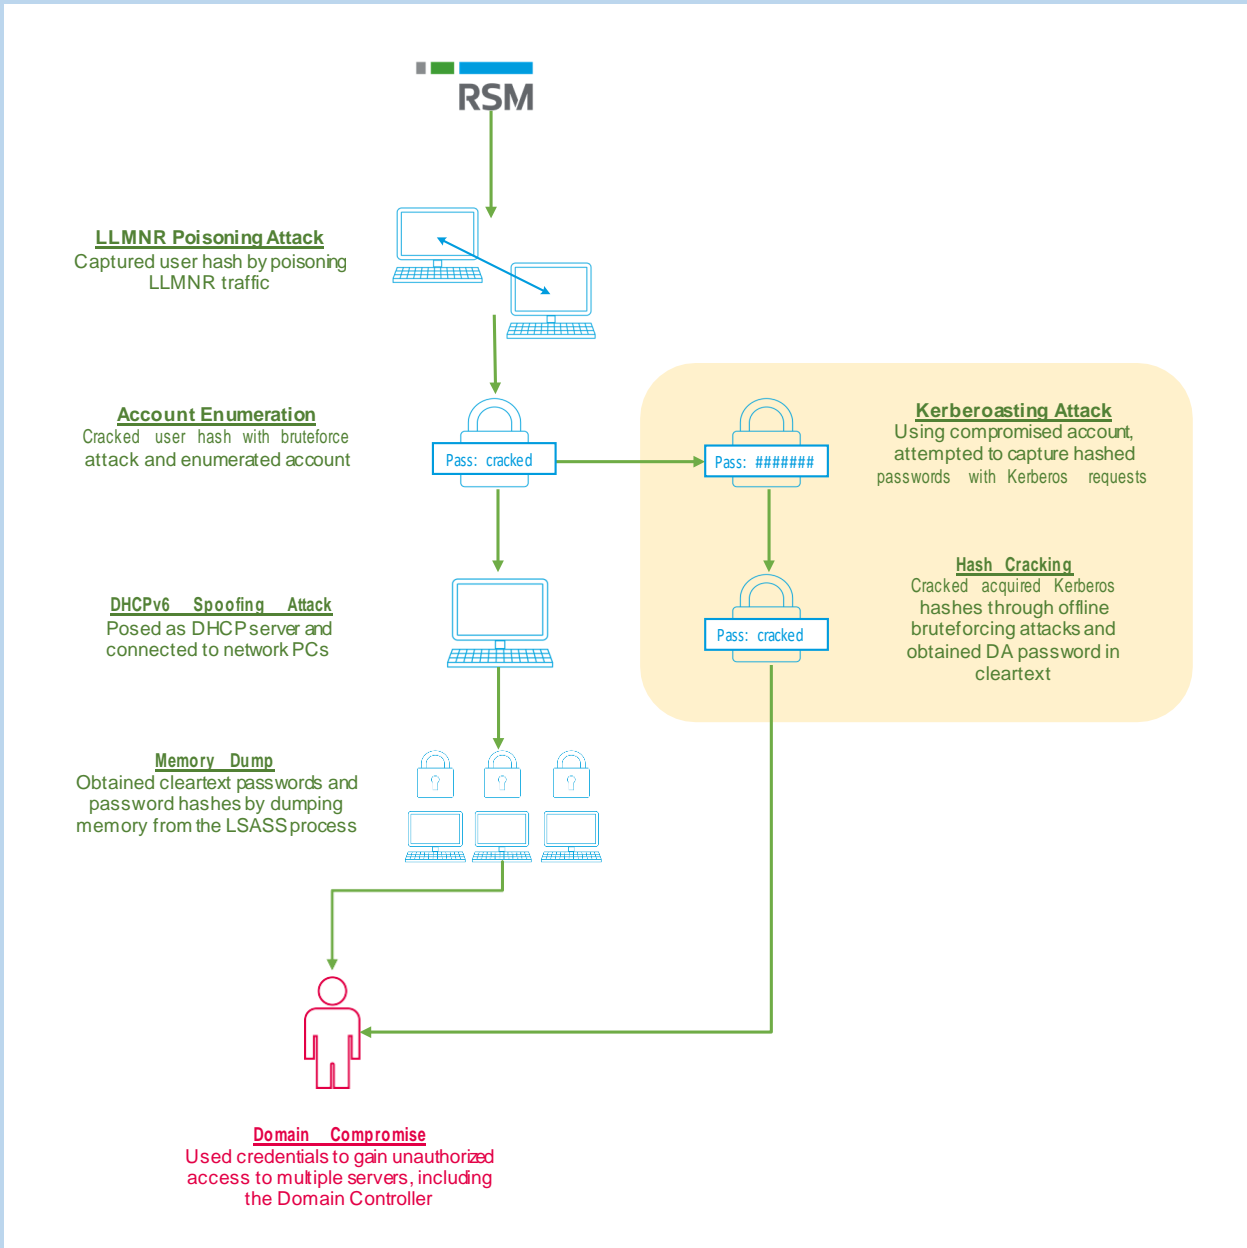 RSM
LLMNR Poisoning Attack
Captured user hash by poisoning
LLMNR traffic
Account Enumeration
Cracked user hash with bruteforce
attack and enumerated account
Pass: cracked
Pass: #######
Kerberoasting Attack
Using compromised account,
attempted to capture hashed
passwords with Kerberos requests
DHCPv6 Spoofing Attack
Posed as DHCP server and
connected to network PCs
Pass: cracked
Hash Cracking
Cracked acquired Kerberos
hashes through offline
bruteforcing attacks and
obtained DA password in
cleartext
Memory Dump
Obtained cleartext passwords and
password hashes by dumping
memory from the LSASS process
Domain Compromise
Used credentials to gain unauthorized
access to multiple servers, including
the Domain Controller